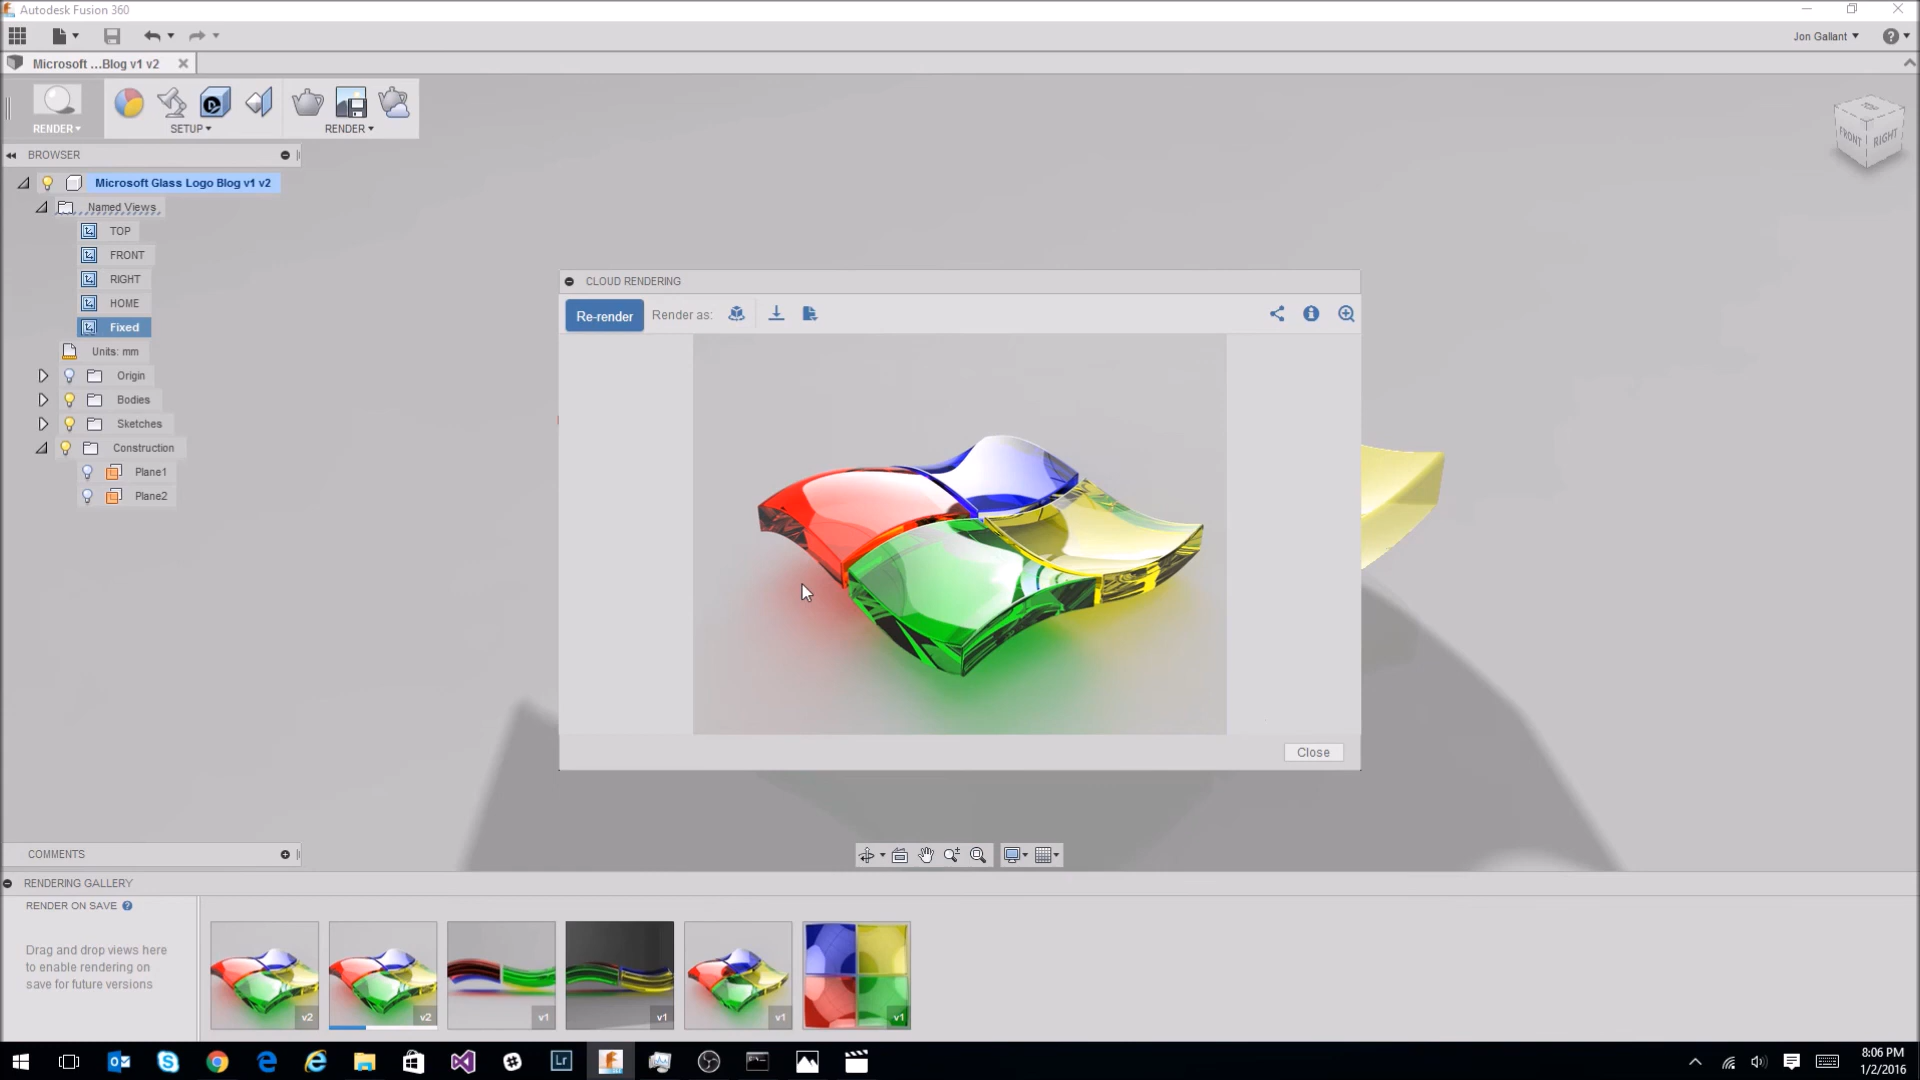 Autodesk Fusion 360
Jon Gallant
Microsoft ...Blog v1 v2
RENDER
SETUP
RENDER
TOP
FRONT
RIGHT
BROWSER
Microsoft Glass Logo Blog v1 v2
Named Views
TOP
FRONT
RIGHT
HOME
Fixed
Units: mm
Origin
Bodies
Sketches
Construction
Plane1
Plane2
CLOUD RENDERING
Re-render
Render as:
Close
COMMENTS
RENDERING GALLERY
RENDER ON SAVE
Drag and drop views here
to enable rendering on
save for future versions
v2
v2
v1
v1
v1
v1
Lr
8:06 PM
1/2/2016